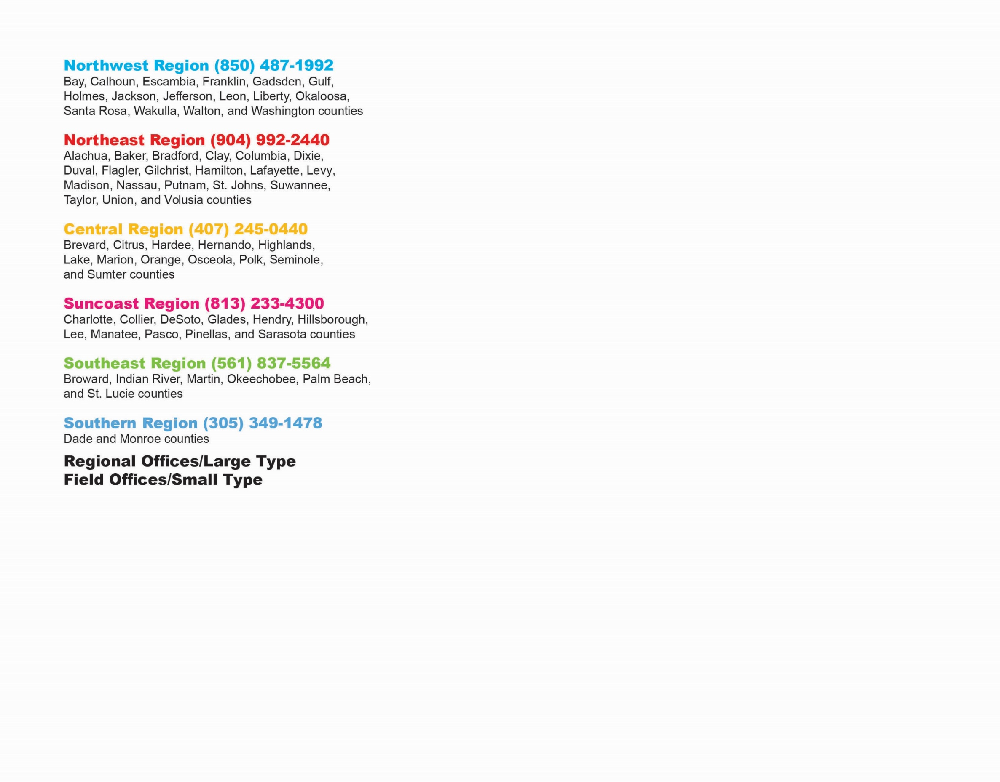 Northwest Region (850) 487-1992
Bay, Calhoun, Escambia, Franklin, Gadsden, Gulf,
Holmes, Jackson, Jefferson, Leon, Liberty, Okaloosa,
Santa Rosa, Wakulla, Walton, and Washington counties
Northeast Region (904) 992-2440
Alachua, Baker, Bradford, Clay, Columbia, Dixie,
Duval, Flagler, Gilchrist, Hamilton, Lafayette, Levy,
Madison, Nassau, Putnam, St. Johns, Suwannee,
Taylor, Union, and Volusia counties
Central Region (407) 245-0440
Brevard, Citrus, Hardee, Hernando, Highlands,
Lake, Marion, Orange, Osceola, Polk, Seminole,
and Sumter counties
Suncoast Region (813) 233-4300
Charlotte, Collier, DeSoto, Glades, Hendry, Hillsborough,
Lee, Manatee, Pasco, Pinellas, and Sarasota counties
Southeast Region (561) 837-5564
Broward, Indian River, Martin, Okeechobee, Palm Beach,
and St. Lucie counties
Southern Region (305) 349-1478
Dade and Monroe counties
Regional Offices/Large Type
Field Offices/Small Type